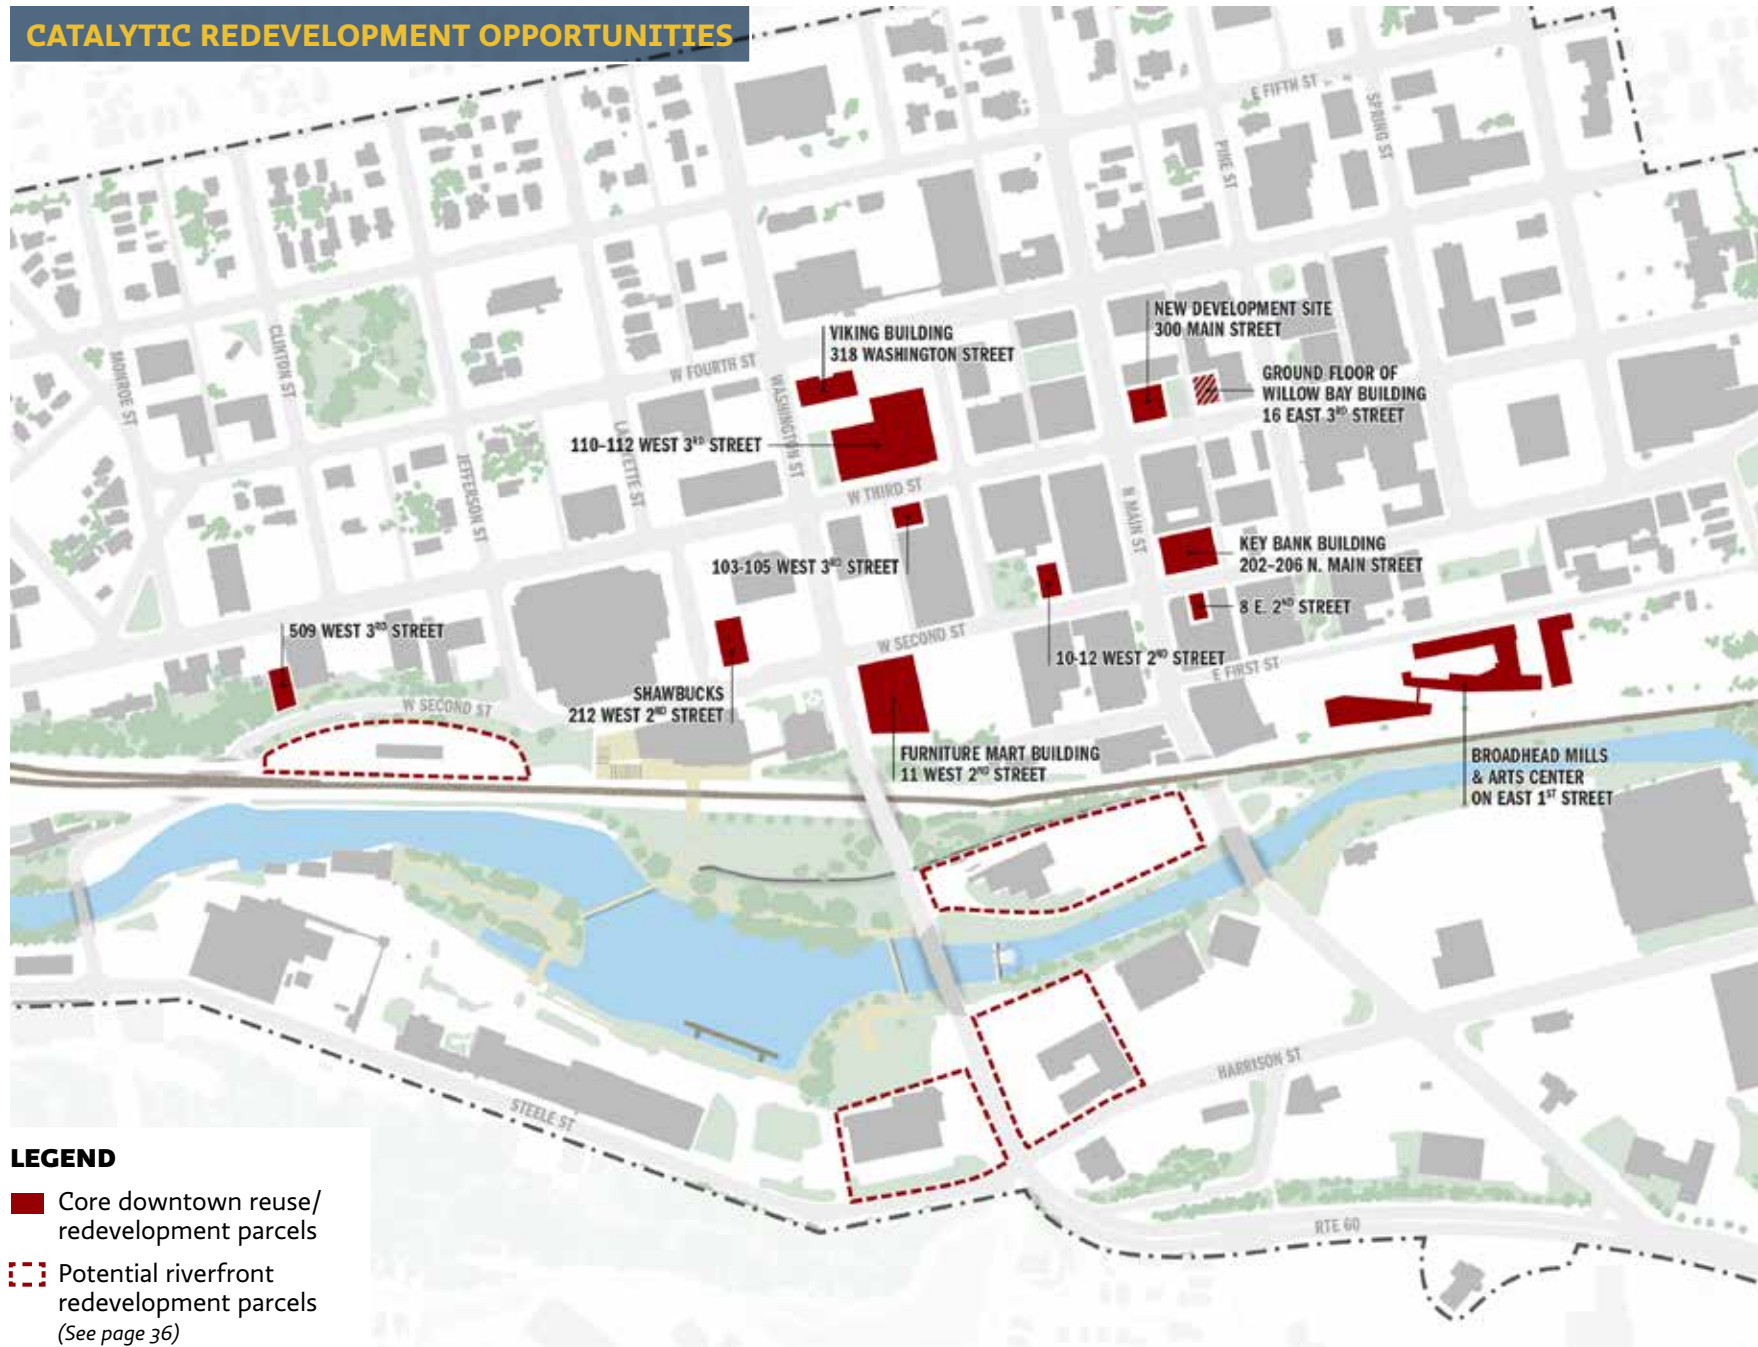 CATALYTIC REDEVELOPMENT OPPORTUNITIES
E FIFTH ST
SPRING ST
PINE ST
NEW DEVELOPMENT SITE
300 MAIN STREET
VIKING BUILDING
318 WASHINGTON STREET
CLINTON ST
MONROE ST
W FOURTH ST
WASHINGTON ST
GROUND FLOOR OF
WILLOW BAY BUILDING
16 EAST 3RD STREET
110–112 WEST 3RD STREET
LAFAYETTE ST
JEFFERSON ST
W THIRD ST
N MAIN ST
KEY BANK BUILDING
202–206 N. MAIN STREET
103-105 WEST 3RD STREET
8 E. 2ND STREET
509 WEST 3RD STREET
W SECOND ST
10-12 WEST 2ND STREET
E FIRST ST
SHAWBUCKS
212 WEST 2ND STREET
W SECOND ST
FURNITURE MART BUILDING
11 WEST 2ND STREET
BROADHEAD MILLS
& ARTS CENTER
ON EAST 1ST STREET
HARRISON ST
STEELE ST
RTE 60
LEGEND
Core downtown reuse/
redevelopment parcels
Potential riverfront
redevelopment parcels
(See page 36)